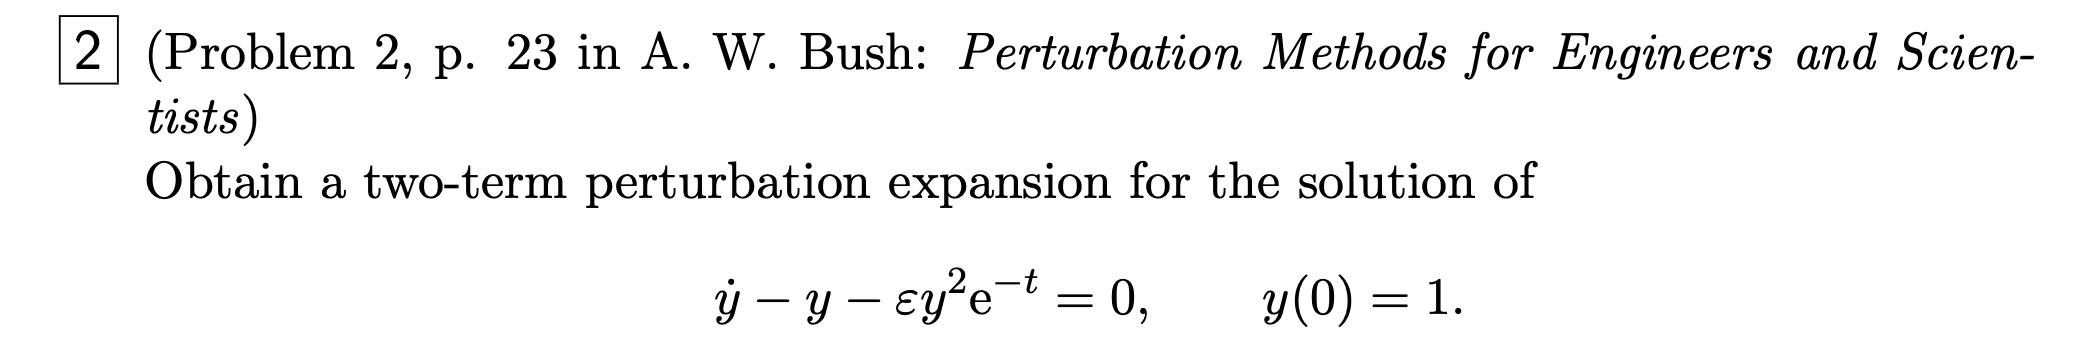 2 (Problem 2, p. 23 in A. W. Bush: Perturbation Methods for Engineers and Scien-
tists)
Obtain a two-term perturbation expansion for the solution of
ẏ − y − εy²e⁻ᵗ = 0, y(0) = 1.